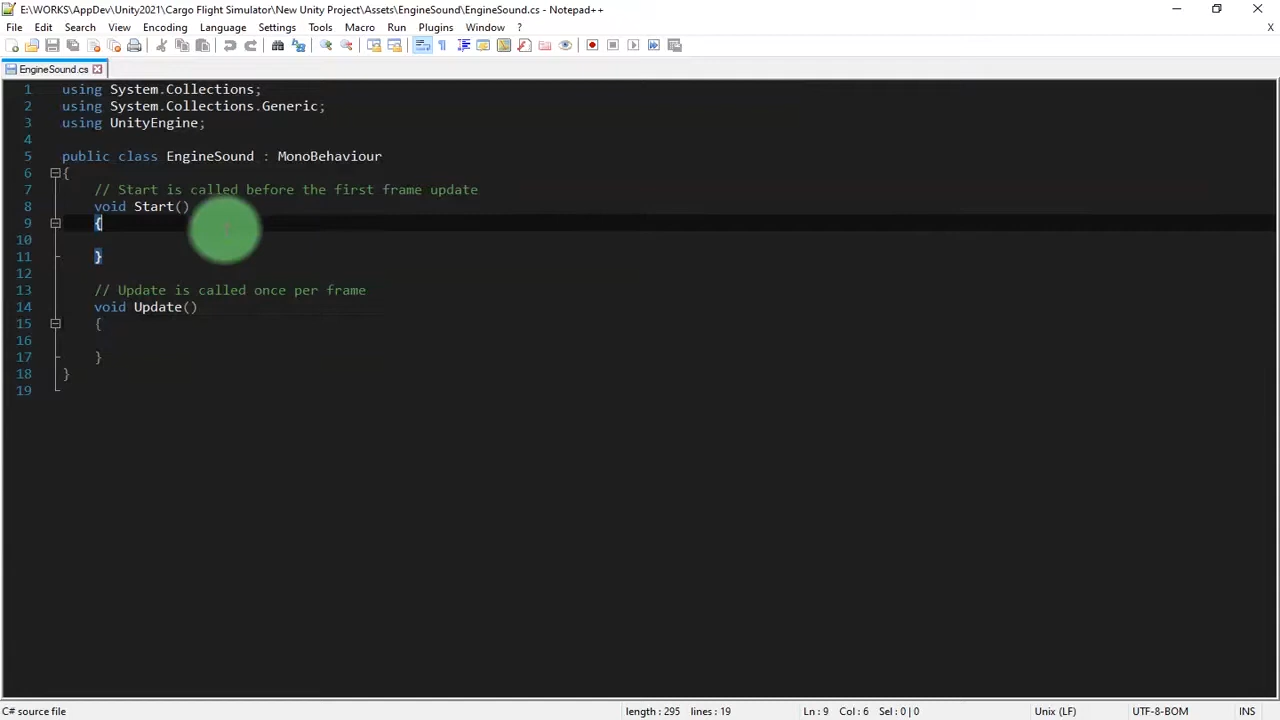 E:\WORKS\AppDev\Unity2021\Cargo Flight Simulator\New Unity Project\Assets\EngineSound\EngineSound.cs - Notepad++
File Edit Search View Encoding Language Settings Tools Macro Run Plugins Window ? X
EngineSound.cs
1 using System.Collections;
2 using System.Collections.Generic;
3 using UnityEngine;
4
5 public class EngineSound : MonoBehaviour
6 {
7 // Start is called before the first frame update
8 void Start()
9 {
10
11 }
12
13 // Update is called once per frame
14 void Update()
15 {
16
17 }
18 }
19
C# source file length : 295 lines : 19 Ln : 9 Col : 6 Sel : 0 | 0 Unix (LF) UTF-8-BOM INS